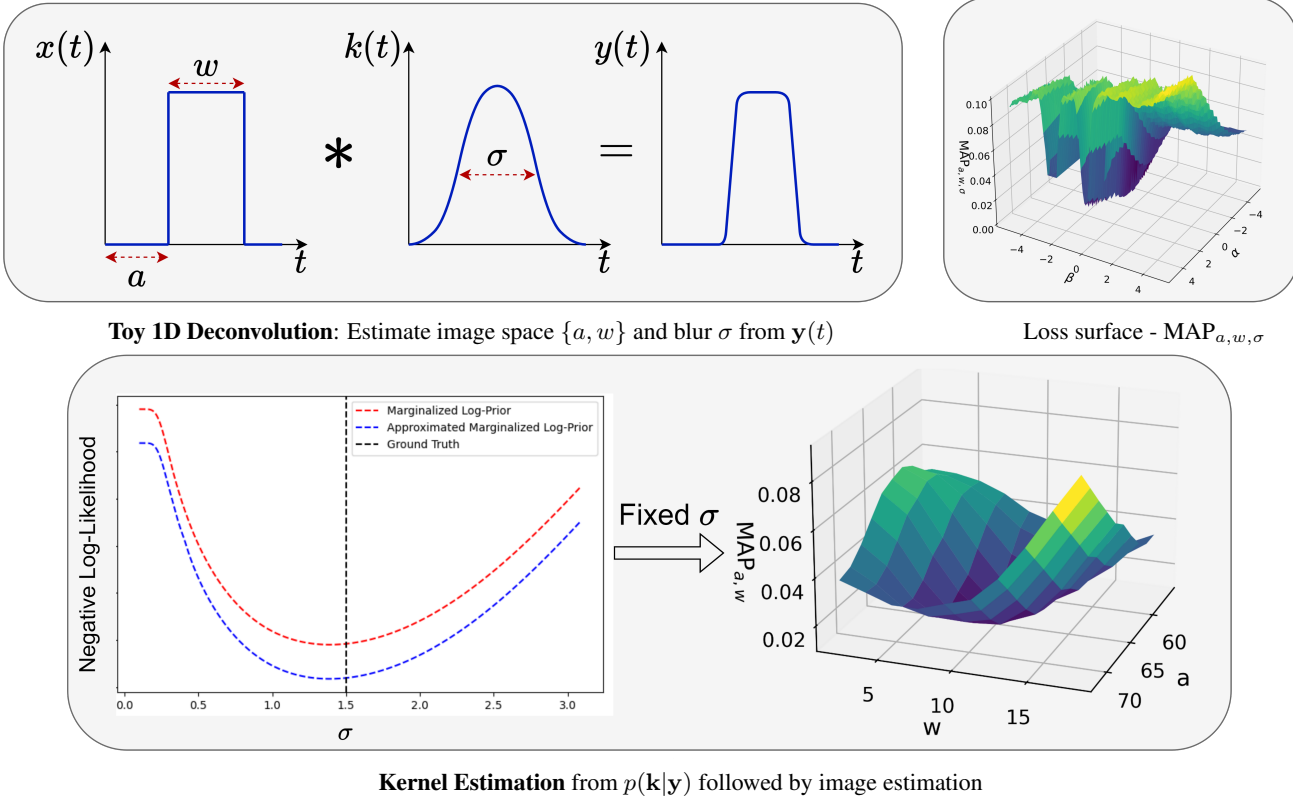 x(t)
w
a
t
*
k(t)
σ
t
=
y(t)
t
MAP_{a,w,σ}
0.10
0.08
0.06
0.04
0.02
0.00
−4
−2
0
2
4
β
−4
−2
0
2
4
α
Toy 1D Deconvolution: Estimate image space {a, w} and blur σ from y(t)
Loss surface - MAP_{a,w,σ}
Negative Log-Likelihood
Marginalized Log-Prior
Approximated Marginalized Log-Prior
Ground Truth
0.0 0.5 1.0 1.5 2.0 2.5 3.0
σ
Fixed σ
MAP_{a,w}
0.08
0.06
0.04
0.02
5
10
15
w
60
65
70
a
Kernel Estimation from p(k|y) followed by image estimation